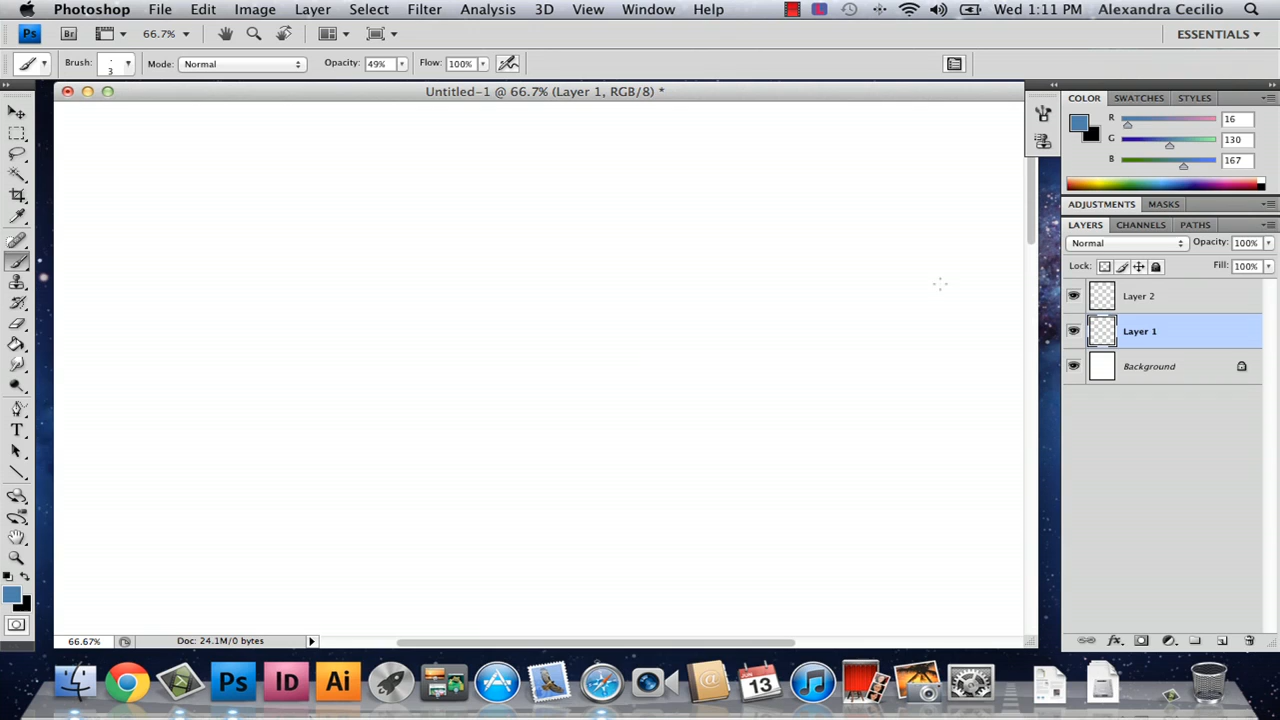 Photoshop File Edit Image Layer Select Filter Analysis 3D View Window Help Wed 1:11 PM Alexandra Cecilio
Ps Br 66.7% ESSENTIALS
Brush: 3 Mode: Normal Opacity: 49% Flow: 100%
Untitled-1 @ 66.7% (Layer 1, RGB/8) *
COLOR SWATCHES STYLES
R 16
G 130
B 167
ADJUSTMENTS MASKS
LAYERS CHANNELS PATHS
Normal Opacity: 100%
Lock: Fill: 100%
Layer 2
Layer 1
Background
T
66.67% Doc: 24.1M/0 bytes
Ps ID Ai JUN 13